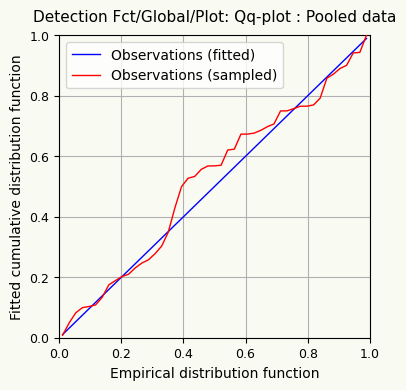 Detection Fct/Global/Plot: Qq-plot : Pooled data
Observations (fitted)
Observations (sampled)
Fitted cumulative distribution function
1.0
0.8
0.6
0.4
0.2
0.0
0.0 0.2 0.4 0.6 0.8 1.0
Empirical distribution function